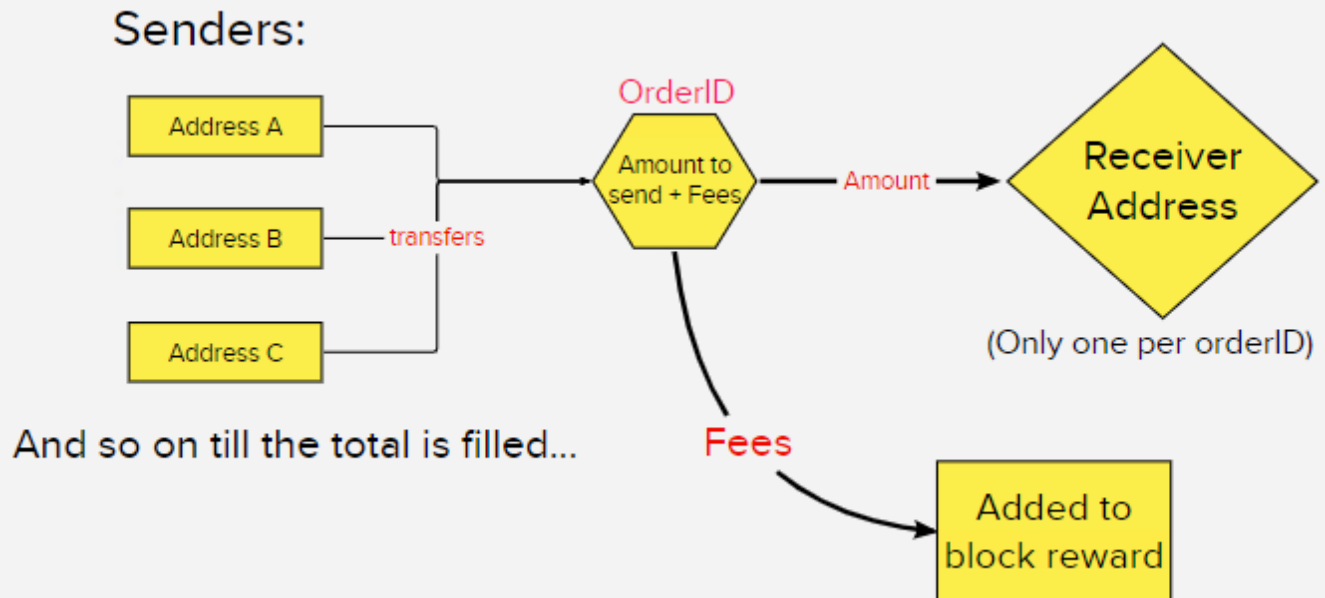 Senders:
OrderID
Address A
Amount to
send + Fees
Amount
Receiver
Address
Address B
transfers
Address C
(Only one per orderID)
And so on till the total is filled...
Fees
Added to
block reward